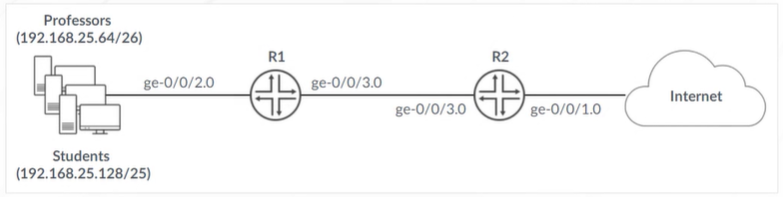 Professors
(192.168.25.64/26)
R1
R2
ge-0/0/2.0
ge-0/0/3.0
ge-0/0/3.0
ge-0/0/1.0
Internet
Students
(192.168.25.128/25)